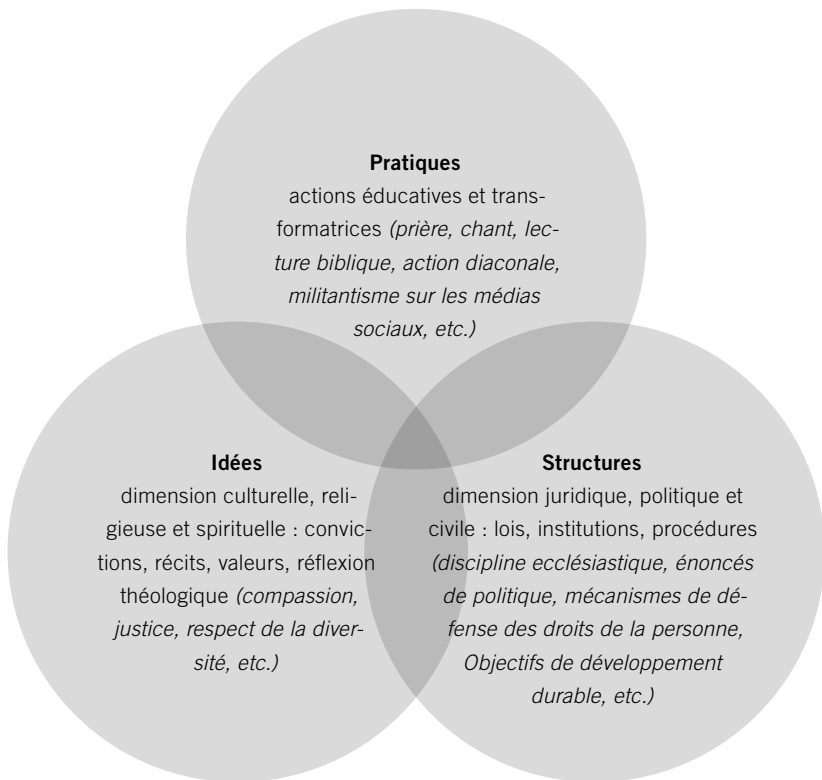 Pratiques
actions éducatives et trans-
formatrices (prière, chant, lec-
ture biblique, action diaconale,
militantisme sur les médias
sociaux, etc.)
Idées
dimension culturelle, reli-
gieuse et spirituelle : convic-
tions, récits, valeurs, réflexion
théologique (compassion,
justice, respect de la diver-
sité, etc.)
Structures
dimension juridique, politique et
civile : lois, institutions, procédures
(discipline ecclésiastique, énoncés
de politique, mécanismes de dé-
fense des droits de la personne,
Objectifs de développement
durable, etc.)